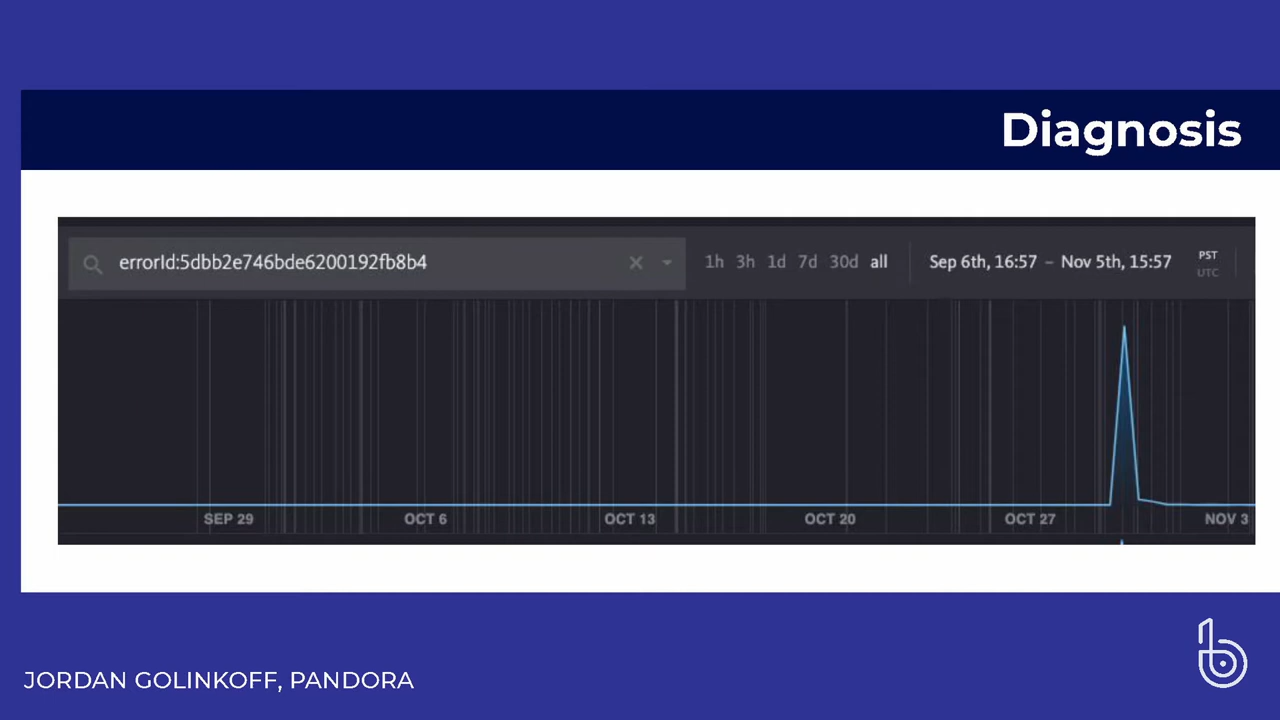 Diagnosis
errorId:5dbb2e746bde6200192fb8b4
1h 3h 1d 7d 30d all
Sep 6th, 16:57 – Nov 5th, 15:57
PST
UTC
SEP 29 OCT 6 OCT 13 OCT 20 OCT 27 NOV 3
JORDAN GOLINKOFF, PANDORA